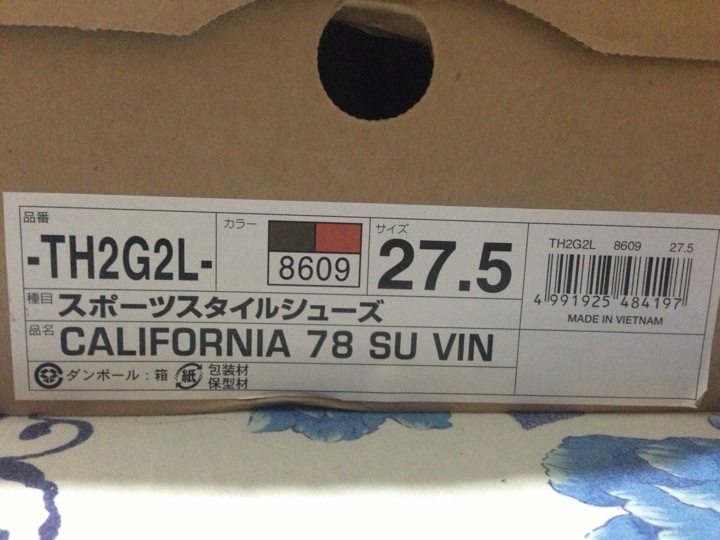 品番
-TH2G2L-
カラー
8609
サイズ
27.5
TH2G2L 8609 27.5
4 991925 484197
MADE IN VIETNAM
種目 スポーツスタイルシューズ
品名 CALIFORNIA 78 SU VIN
ダンボール：箱 紙 包装材
保型材